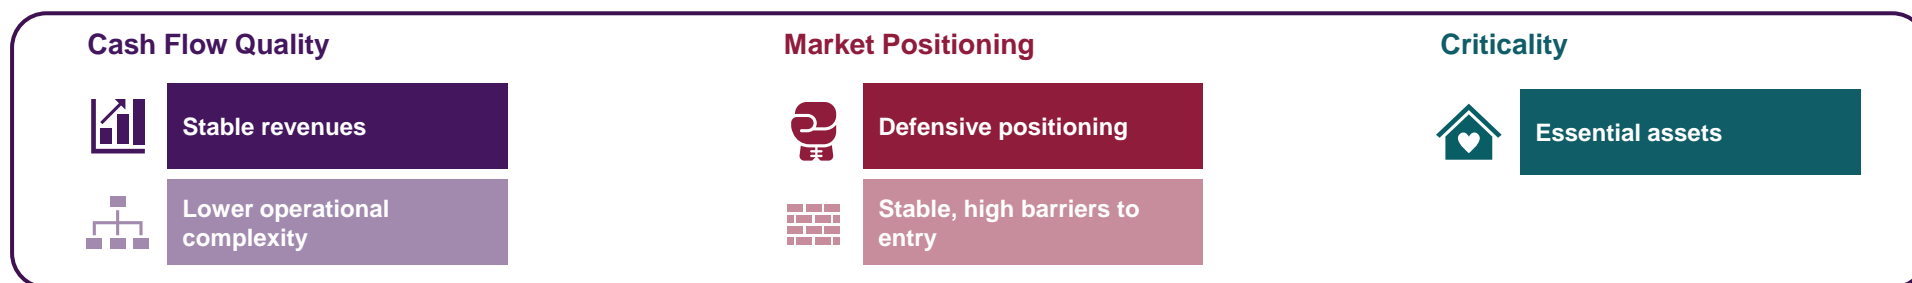 Cash Flow Quality
Stable revenues
Lower operational
complexity
Market Positioning
Defensive positioning
Stable, high barriers to
entry
Criticality
Essential assets